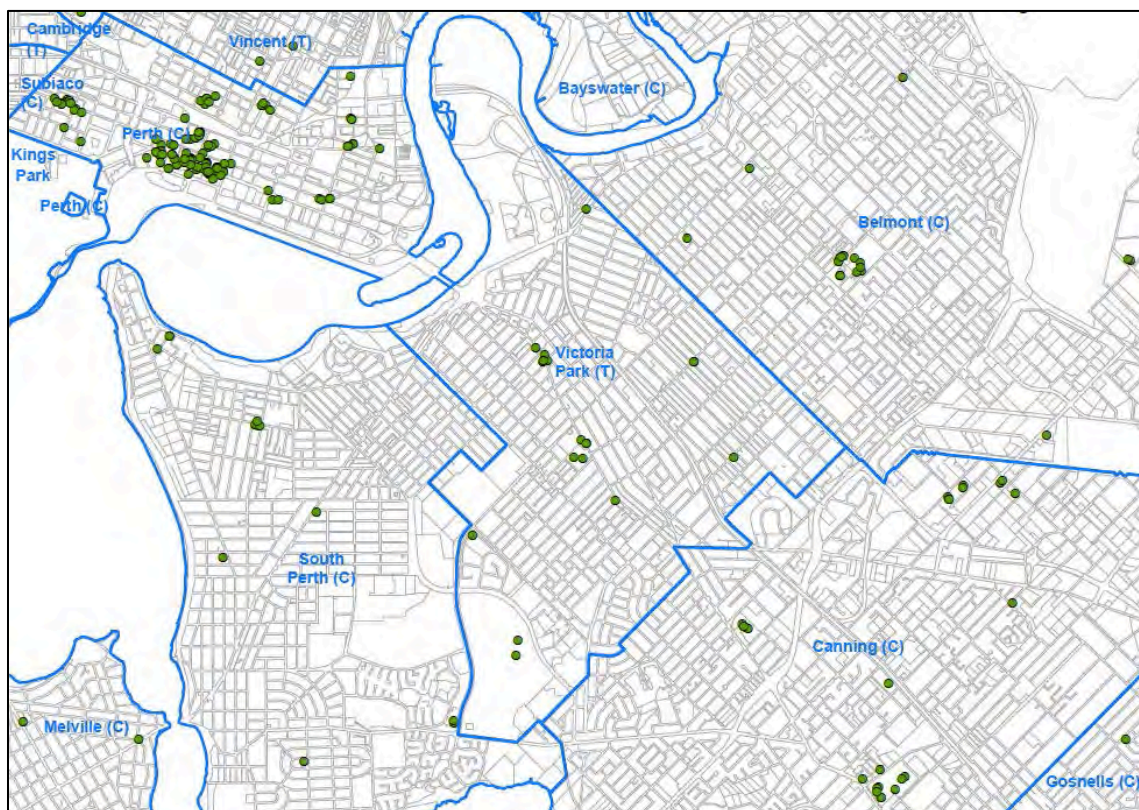 Cambridge
(T)
Vincent (T)
Subiaco
(C)
Bayswater (C)
Perth (C)
Kings
Park
Perth (C)
Belmont (C)
Victoria
Park (T)
South
Perth (C)
Canning (C)
Melville (C)
Gosnells (C)